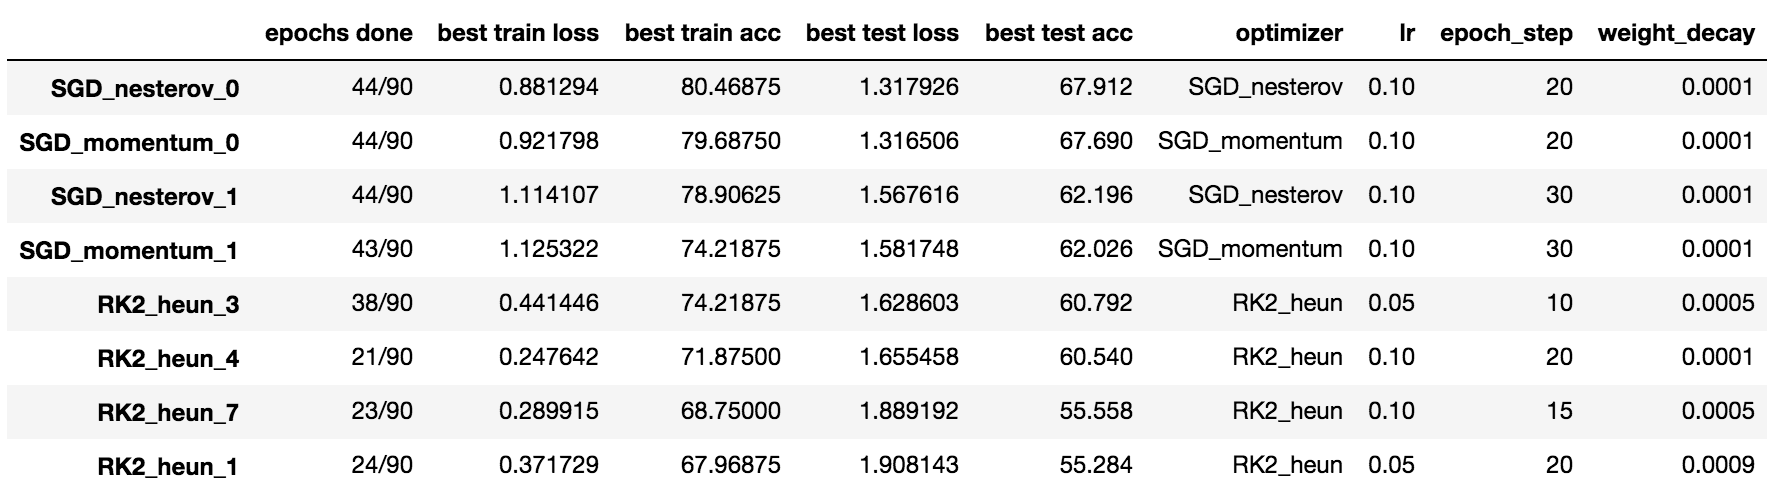 epochs done best train loss best train acc best test loss best test acc optimizer lr epoch_step weight_decay
SGD_nesterov_0 44/90 0.881294 80.46875 1.317926 67.912 SGD_nesterov 0.10 20 0.0001
SGD_momentum_0 44/90 0.921798 79.68750 1.316506 67.690 SGD_momentum 0.10 20 0.0001
SGD_nesterov_1 44/90 1.114107 78.90625 1.567616 62.196 SGD_nesterov 0.10 30 0.0001
SGD_momentum_1 43/90 1.125322 74.21875 1.581748 62.026 SGD_momentum 0.10 30 0.0001
RK2_heun_3 38/90 0.441446 74.21875 1.628603 60.792 RK2_heun 0.05 10 0.0005
RK2_heun_4 21/90 0.247642 71.87500 1.655458 60.540 RK2_heun 0.10 20 0.0001
RK2_heun_7 23/90 0.289915 68.75000 1.889192 55.558 RK2_heun 0.10 15 0.0005
RK2_heun_1 24/90 0.371729 67.96875 1.908143 55.284 RK2_heun 0.05 20 0.0009